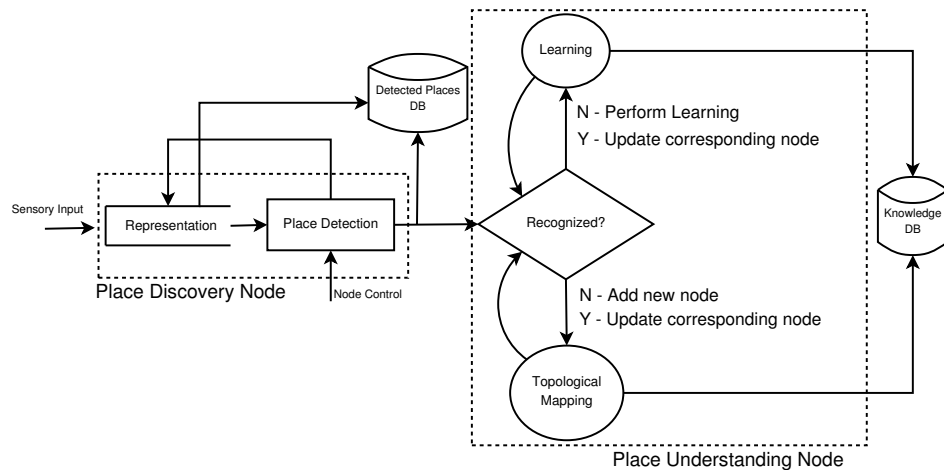 Learning
Detected Places
DB
N - Perform Learning
Y - Update corresponding node
Sensory Input
Representation
Place Detection
Recognized?
Knowledge
DB
Place Discovery Node
Node Control
N - Add new node
Y - Update corresponding node
Topological
Mapping
Place Understanding Node